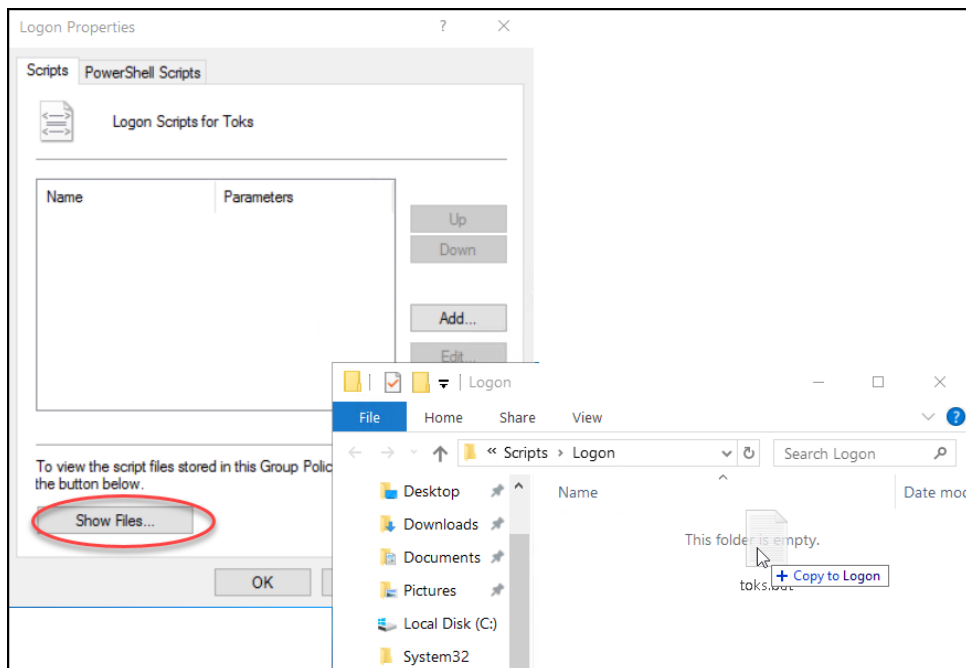 Logon Properties
Scripts
PowerShell Scripts
Logon Scripts for Toks
Name
Parameters
Up
Down
Add...
Edit...
To view the script files stored in this Group Polic
the button below.
Show Files...
OK
Logon
File
Home
Share
View
« Scripts › Logon
Search Logon
Desktop
Downloads
Documents
Pictures
Local Disk (C:)
System32
Name
Date mod
This folder is empty.
toks.bat
+ Copy to Logon